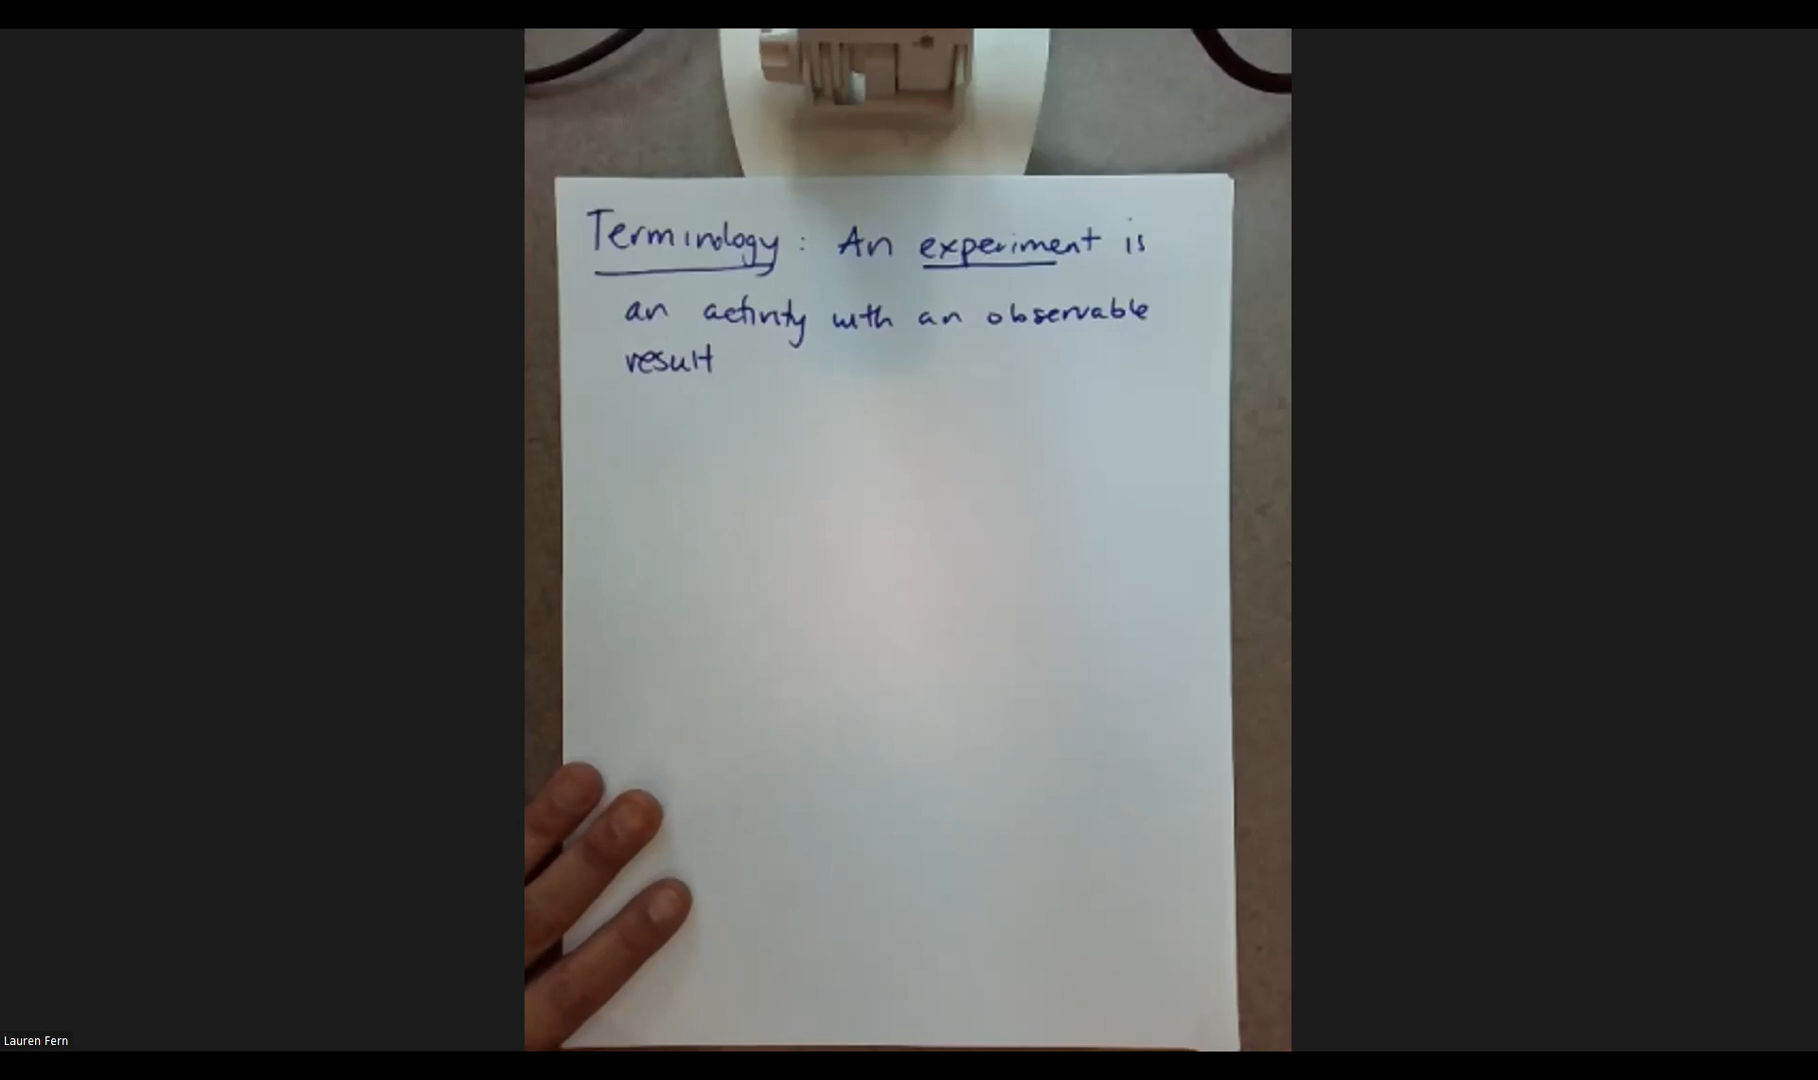 Terminology: An experiment is
an activity with an observable
result
Lauren Fern